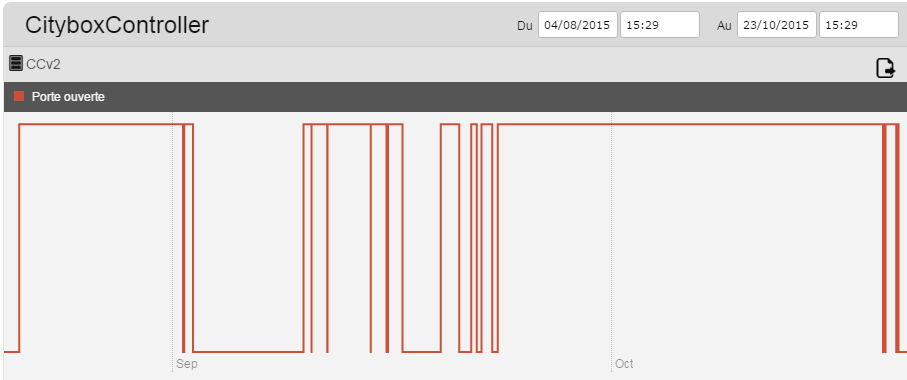 CityboxController
Du 04/08/2015 15:29 Au 23/10/2015 15:29
CCv2
Porte ouverte
Sep Oct